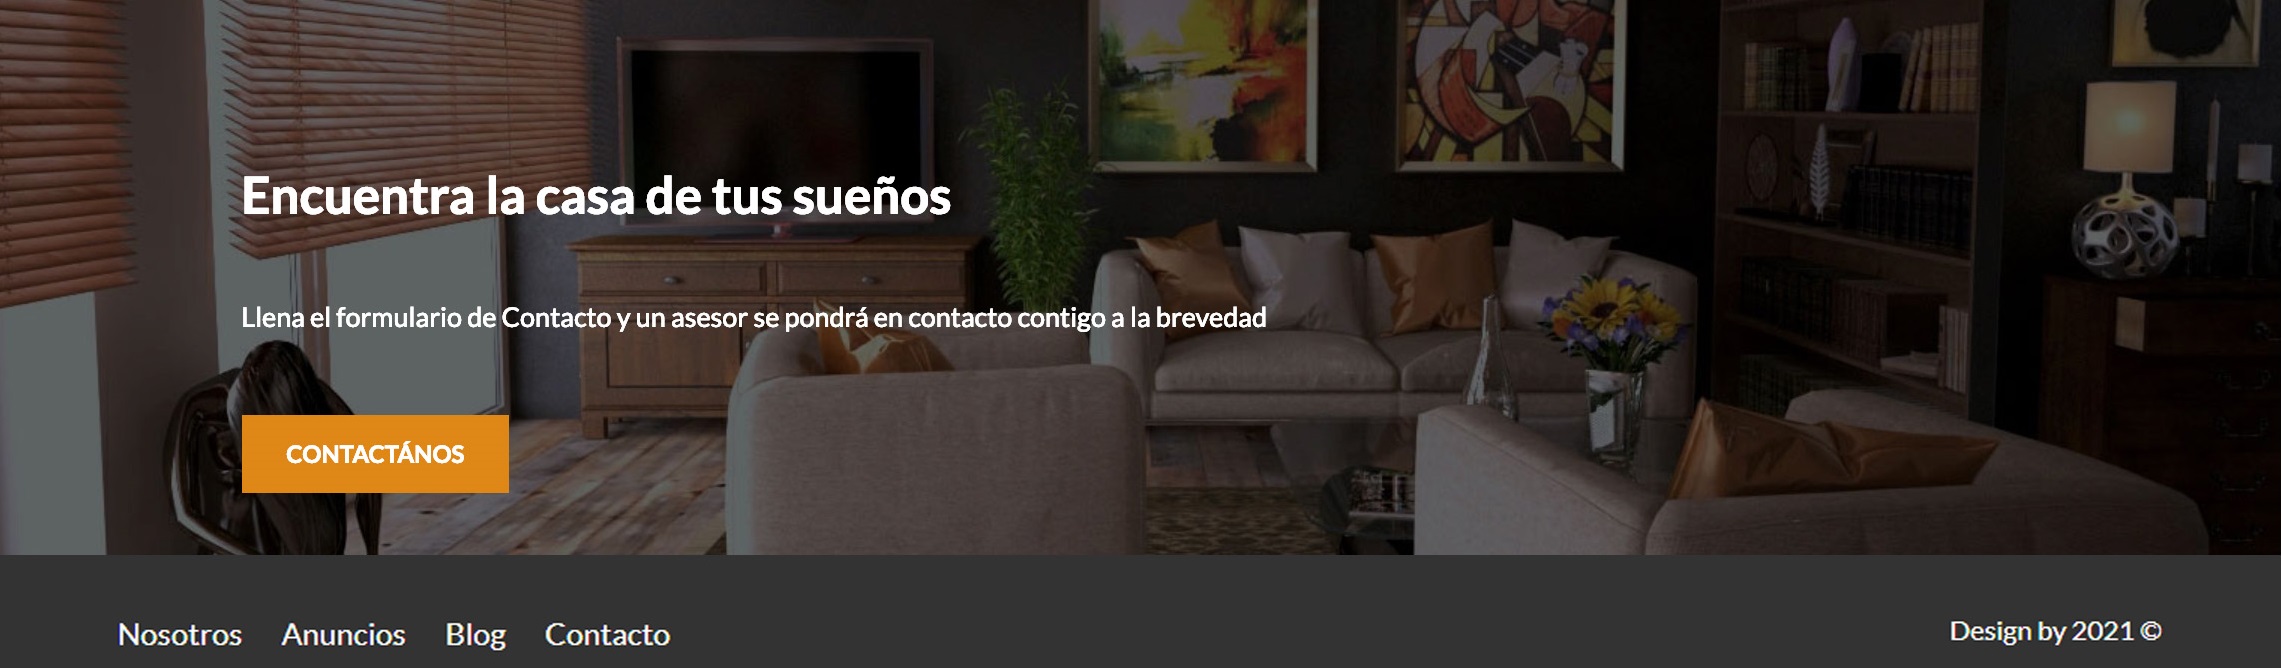 Encuentra la casa de tus sueños
Llena el formulario de Contacto y un asesor se pondrá en contacto contigo a la brevedad
CONTACTÁNOS
Nosotros Anuncios Blog Contacto
Design by 2021 ©